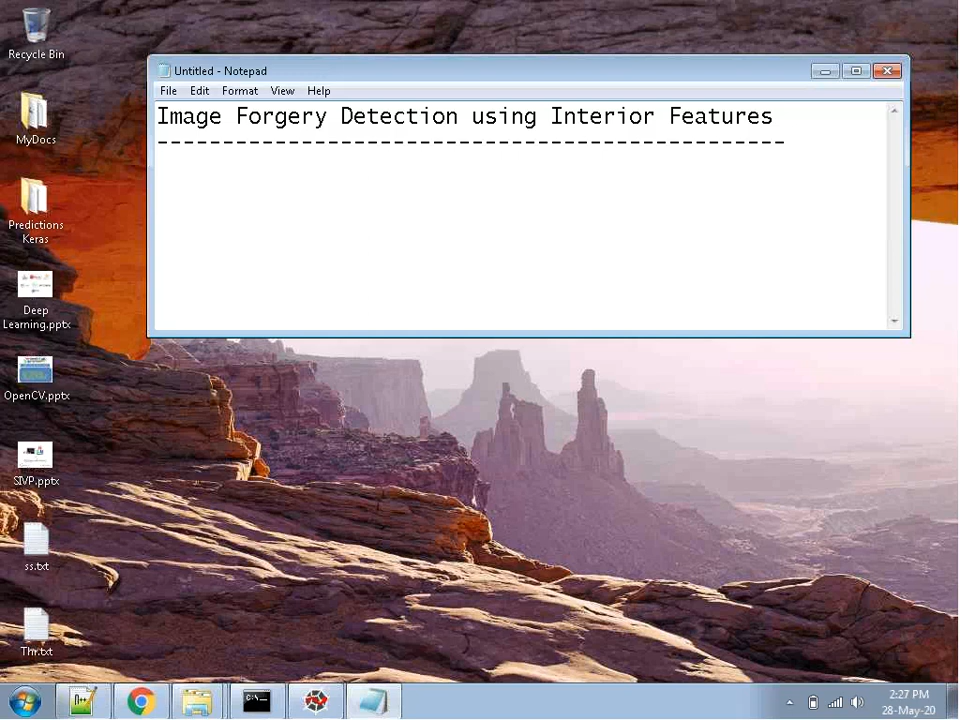 Recycle Bin
MyDocs
Predictions
Keras
Deep
Learning.pptx
OpenCV.pptx
SIVP.pptx
ss.txt
Thr.txt
Untitled - Notepad
File Edit Format View Help
Image Forgery Detection using Interior Features
------------------------------------------------
C:\
2:27 PM
28-May-20